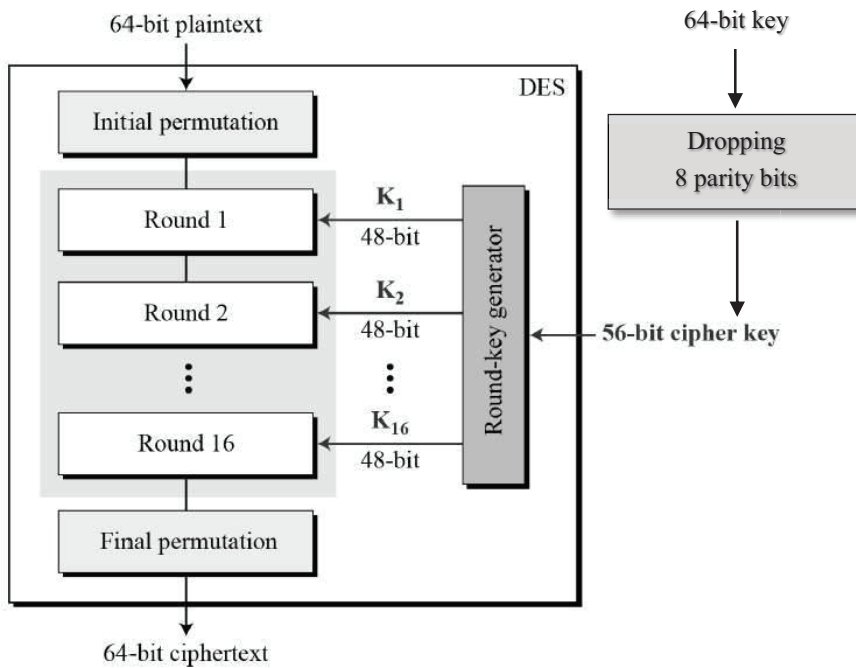 64-bit plaintext
64-bit key
DES
Initial permutation
Dropping
8 parity bits
K₁
Round 1
48-bit
K₂
Round 2
48-bit
Round-key generator
56-bit cipher key
⋮
⋮
K₁₆
Round 16
48-bit
Final permutation
64-bit ciphertext